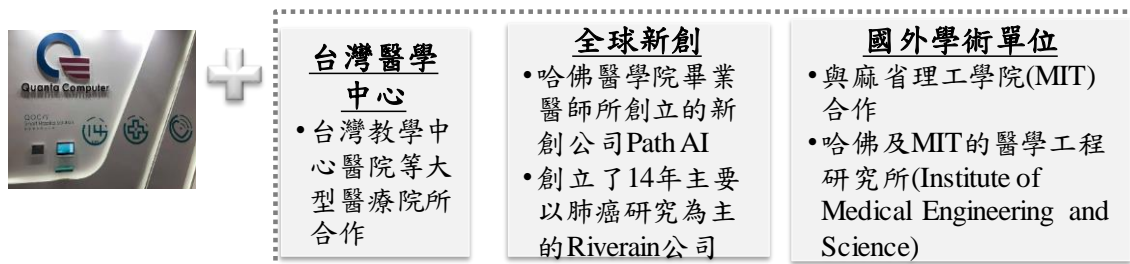 Quanta Computer
QOCA
台灣醫學
中心
•台灣教學中
心醫院等大
型醫療院所
合作
全球新創
•哈佛醫學院畢業
醫師所創立的新
創公司Path AI
•創立了14年主要
以肺癌研究為主
的Riverain公司
國外學術單位
•與麻省理工學院(MIT)
合作
•哈佛及MIT的醫學工程
研究所(Institute of
Medical Engineering and
Science)